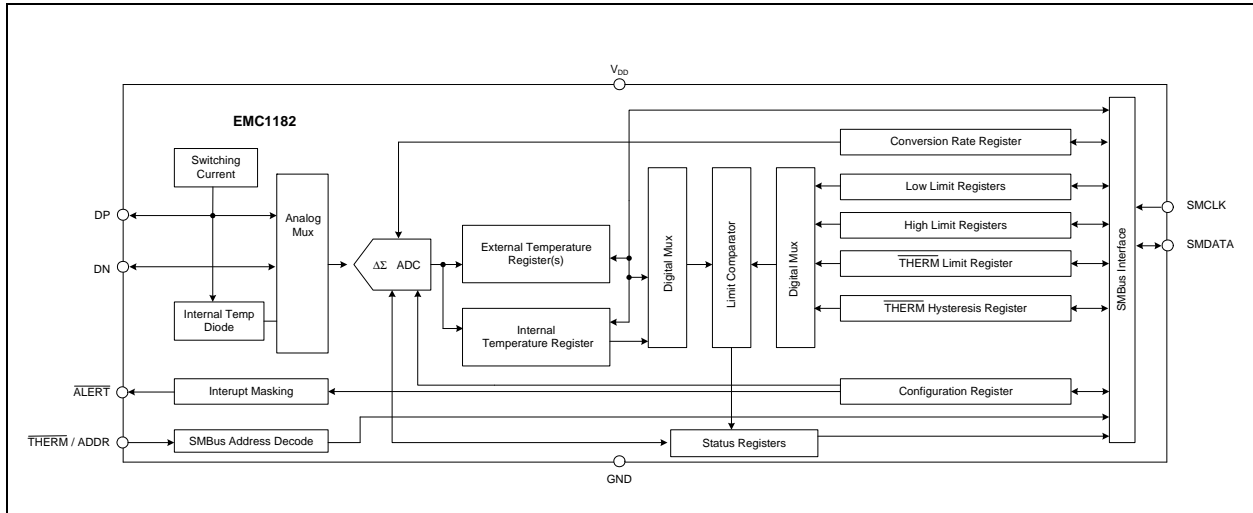 VDD
EMC1182
Switching
Current
Conversion Rate Register
Analog
Mux
Low Limit Registers
DP
SMCLK
High Limit Registers
External Temperature
Register(s)
SMDATA
ΔΣ ADC
Digital Mux
Limit Comparator
Digital Mux
SMBus Interface
DN
THERM Limit Register
Internal Temp
Diode
THERM Hysteresis Register
Internal
Temperature Register
ALERT
Interupt Masking
Configuration Register
THERM / ADDR
SMBus Address Decode
Status Registers
GND